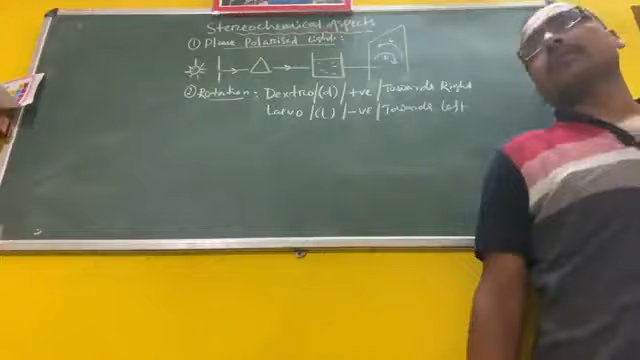 Stereochemical Aspects
① Plane Polarised Light:
② Rotation: Dextro/(d)/+ve/Towards Right
Laevo/(l)/-ve/Towards Left